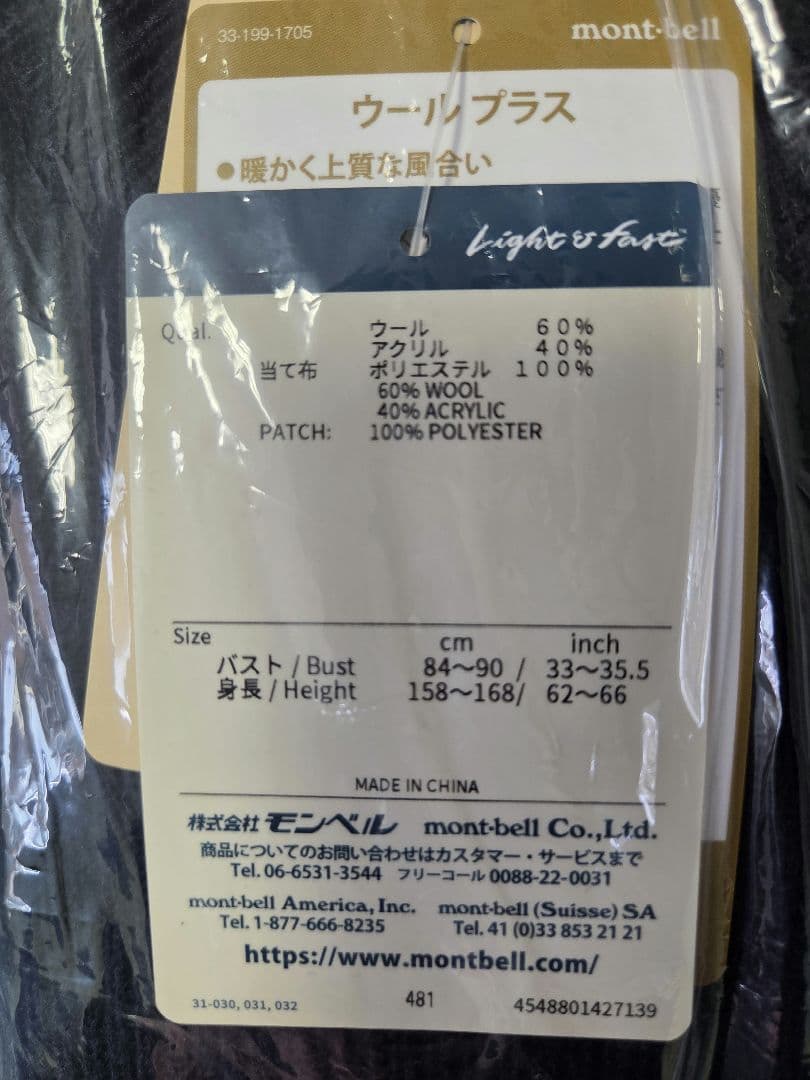 33-199-1705 mont·bell
ウールプラス
●暖かく上質な風合い
Light & Fast
Qual. ウール 60%
アクリル 40%
当て布 ポリエステル 100%
60% WOOL
40% ACRYLIC
PATCH: 100% POLYESTER
Size cm inch
バスト / Bust 84～90 / 33～35.5
身長 / Height 158～168/ 62～66
MADE IN CHINA
株式会社モンベル mont-bell Co.,Ltd.
商品についてのお問い合わせはカスタマー・サービスまで
Tel. 06-6531-3544 フリーコール 0088-22-0031
mont-bell America, Inc. mont-bell (Suisse) SA
Tel. 1-877-666-8235 Tel. 41 (0)33 853 21 21
https://www.montbell.com/
31-030, 031, 032 481 4548801427139